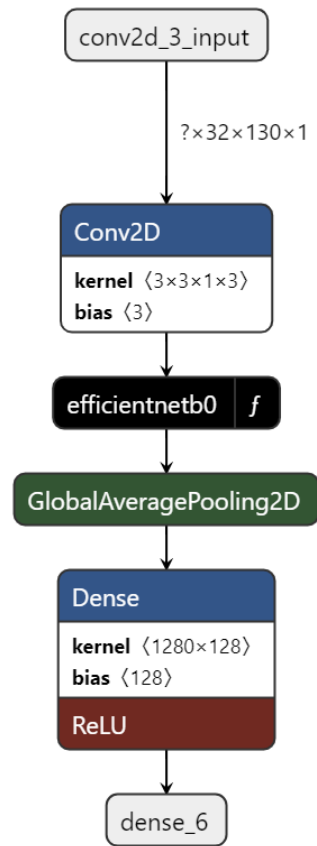 conv2d_3_input
?×32×130×1
Conv2D
kernel 〈3×3×1×3〉
bias 〈3〉
efficientnetb0 f
GlobalAveragePooling2D
Dense
kernel 〈1280×128〉
bias 〈128〉
ReLU
dense_6